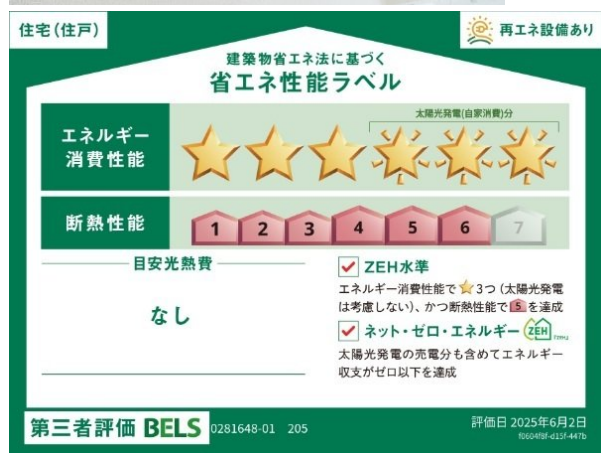 住宅(住戸)
再エネ設備あり
建築物省エネ法に基づく
省エネ性能ラベル
太陽光発電(自家消費)分
エネルギー
消費性能
断熱性能
1 2 3 4 5 6 7
目安光熱費
なし
ZEH水準
エネルギー消費性能で⭐3つ(太陽光発電
は考慮しない)、かつ断熱性能で5を達成
ネット・ゼロ・エネルギー ZEH
太陽光発電の売電分も含めてエネルギー
収支がゼロ以下を達成
第三者評価 BELS 0281648-01 205
評価日 2025年6月2日
f0604f8f-d15f-447b